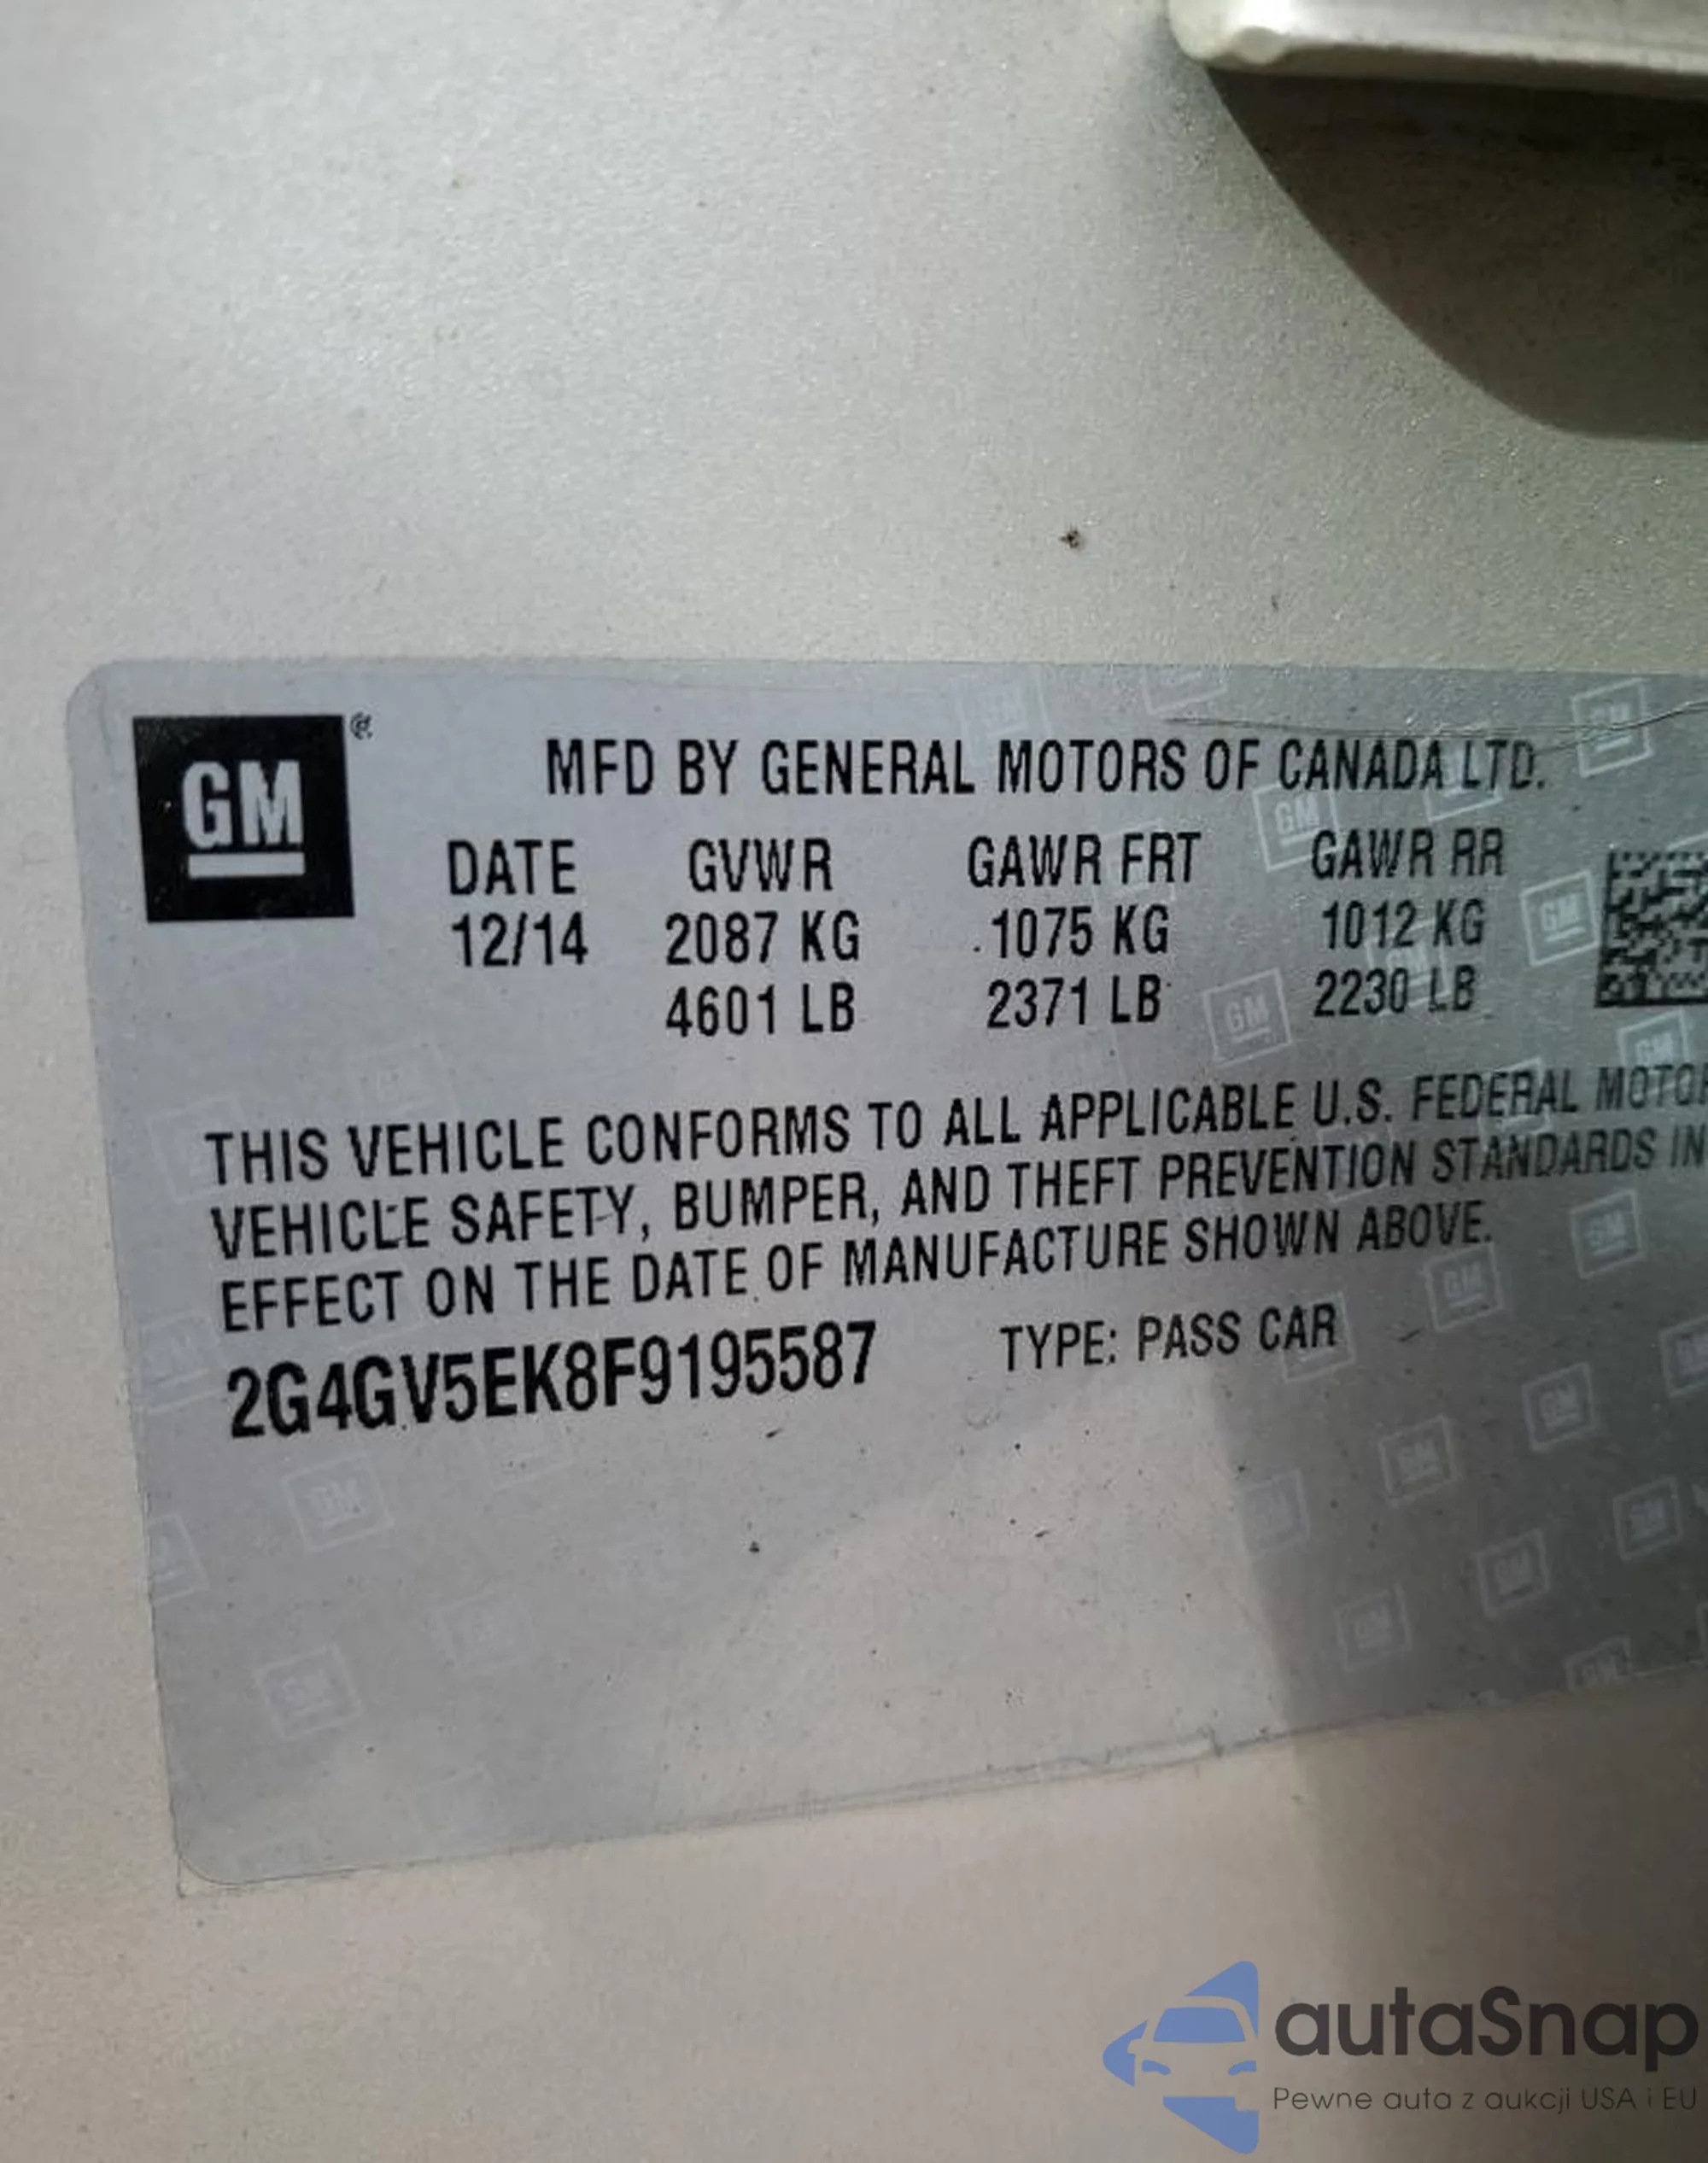 GM®
MFD BY GENERAL MOTORS OF CANADA LTD.
DATE GVWR GAWR FRT GAWR RR
12/14 2087 KG 1075 KG 1012 KG
4601 LB 2371 LB 2230 LB
THIS VEHICLE CONFORMS TO ALL APPLICABLE U.S. FEDERAL MOTOR
VEHICLE SAFETY, BUMPER, AND THEFT PREVENTION STANDARDS IN
EFFECT ON THE DATE OF MANUFACTURE SHOWN ABOVE.
2G4GV5EK8F9195587 TYPE: PASS CAR
autaSnap
Pewne auta z aukcji USA i EU